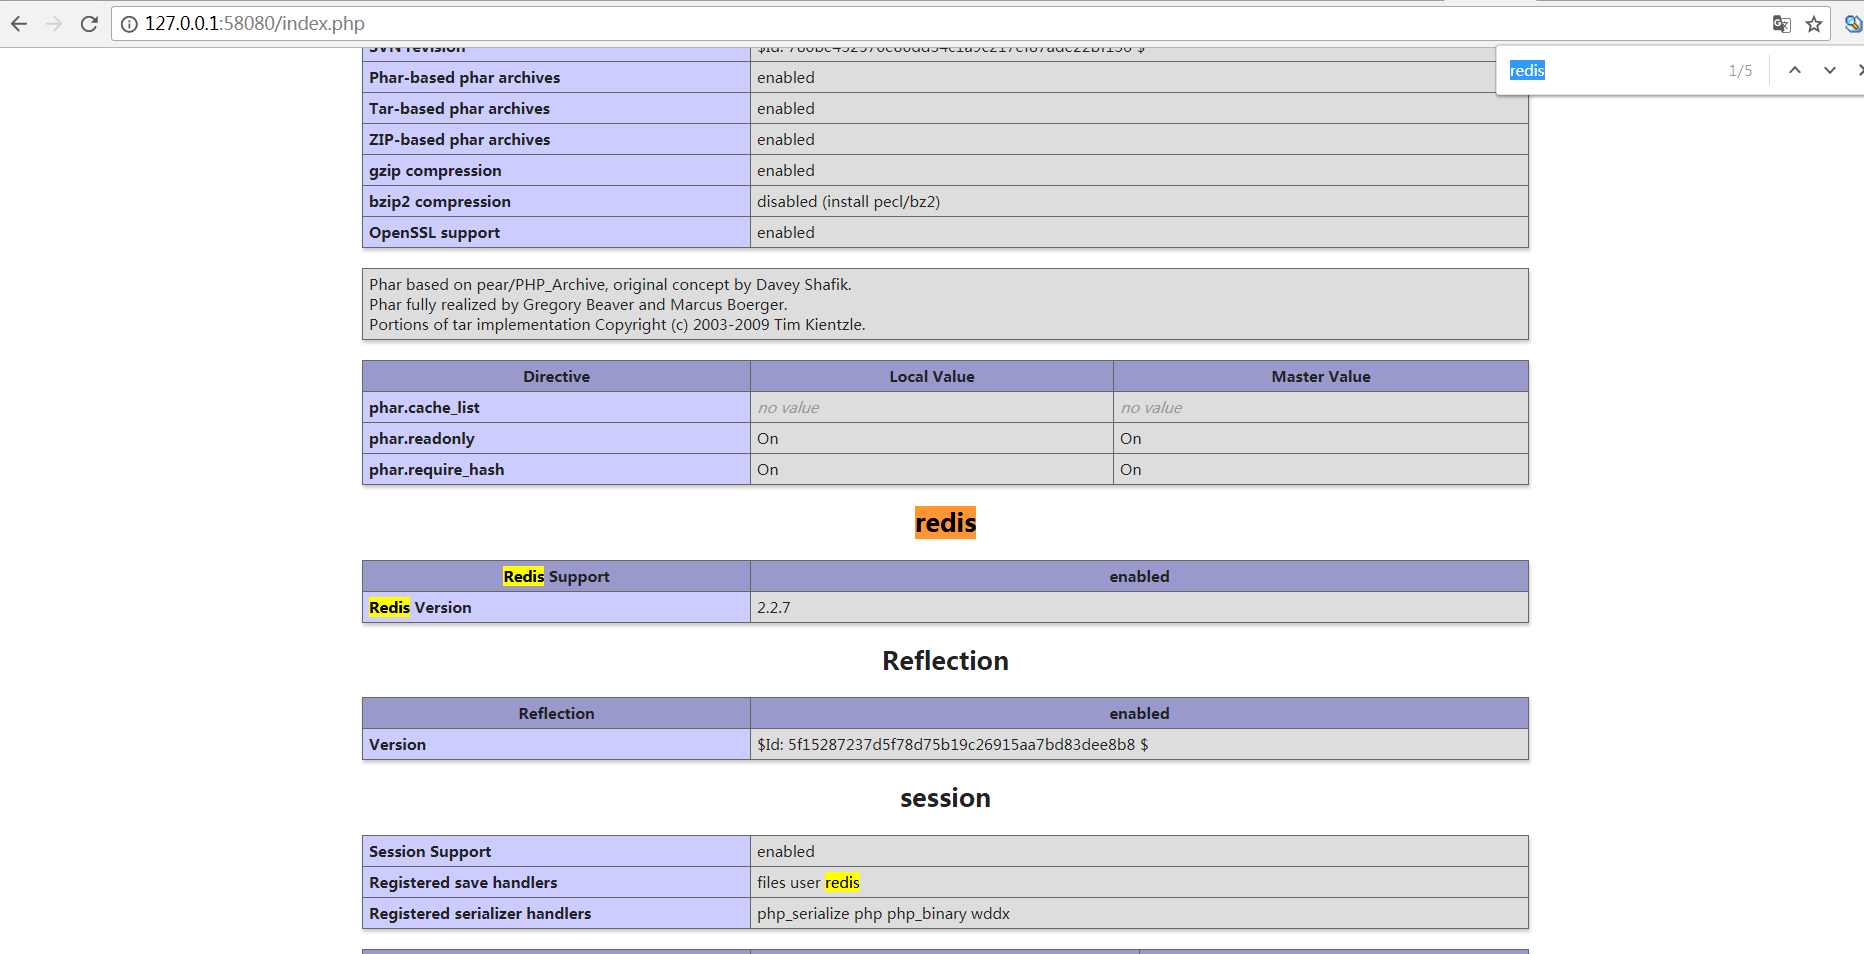 127.0.0.1:58080/index.php
redis 1/5
SVN revision
Phar-based phar archives enabled
Tar-based phar archives enabled
ZIP-based phar archives enabled
gzip compression enabled
bzip2 compression disabled (install pecl/bz2)
OpenSSL support enabled
Phar based on pear/PHP_Archive, original concept by Davey Shafik.
Phar fully realized by Gregory Beaver and Marcus Boerger.
Portions of tar implementation Copyright (c) 2003-2009 Tim Kientzle.
Directive Local Value Master Value
phar.cache_list no value no value
phar.readonly On On
phar.require_hash On On
redis
Redis Support enabled
Redis Version 2.2.7
Reflection
Reflection enabled
Version $Id: 5f15287237d5f78d75b19c26915aa7bd83dee8b8 $
session
Session Support enabled
Registered save handlers files user redis
Registered serializer handlers php_serialize php php_binary wddx